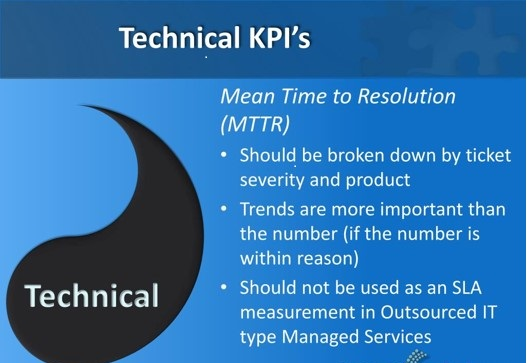 Technical KPI's
Mean Time to Resolution
(MTTR)
• Should be broken down by ticket
severity and product
• Trends are more important than
the number (if the number is
within reason)
• Should not be used as an SLA
measurement in Outsourced IT
type Managed Services
Technical